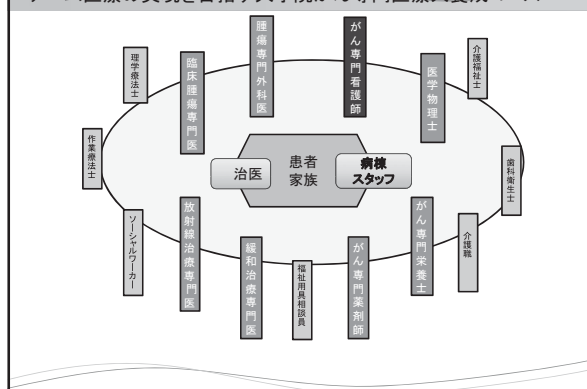 腫瘍専門外科医
がん専門看護師
理学療法士
臨床腫瘍専門医
医学物理士
介護福祉士
作業療法士
治医
患者
家族
病棟
スタッフ
歯科衛生士
ソーシャルワーカー
放射線治療専門医
緩和治療専門医
福祉用具相談員
がん専門薬剤師
がん専門栄養士
介護職